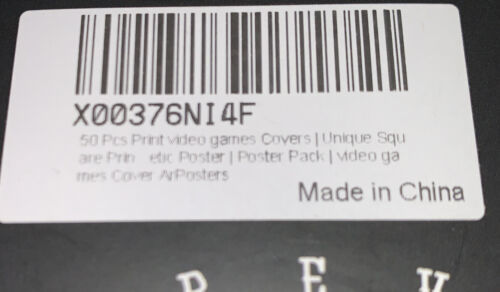 X00376NI4F
50 Pcs Print video games Covers | Unique Squ
are Prin etic Poster | Poster Pack | video ga
mes Cover ArPosters
Made in China
R E V